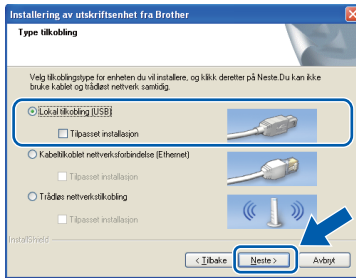 Installering av utskriftsenhet fra Brother
Type tilkobling
Velg tilkoblingstype for enheten du vil installere, og klikk deretter på Neste.Du kan ikke
bruke kablet og trådløst nettverk samtidig.
Lokal tilkobling (USB)
Tilpasset installasjon
Kabeltilkoblet nettverksforbindelse (Ethernet)
Tilpasset installasjon
Trådløs nettverkstilkobling
Tilpasset installasjon
InstallShield
< Tilbake Neste > Avbryt